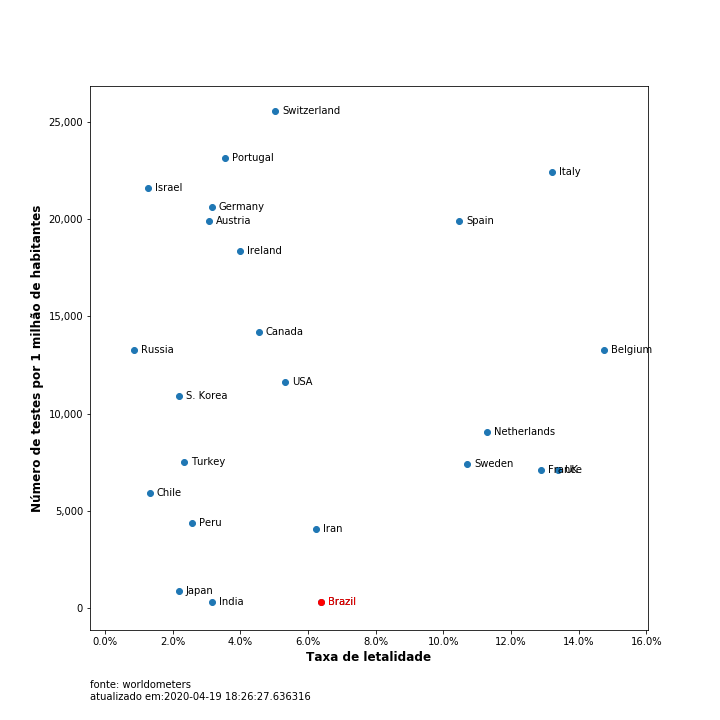 25,000
20,000
15,000
10,000
5,000
0
Número de testes por 1 milhão de habitantes
Switzerland
Portugal
Italy
Israel
Germany
Austria
Spain
Ireland
Canada
Russia
Belgium
USA
S. Korea
Netherlands
Turkey
Sweden
France
UK
Chile
Peru
Iran
Japan
India
Brazil
0.0% 2.0% 4.0% 6.0% 8.0% 10.0% 12.0% 14.0% 16.0%
Taxa de letalidade
fonte: worldometers
atualizado em:2020-04-19 18:26:27.636316